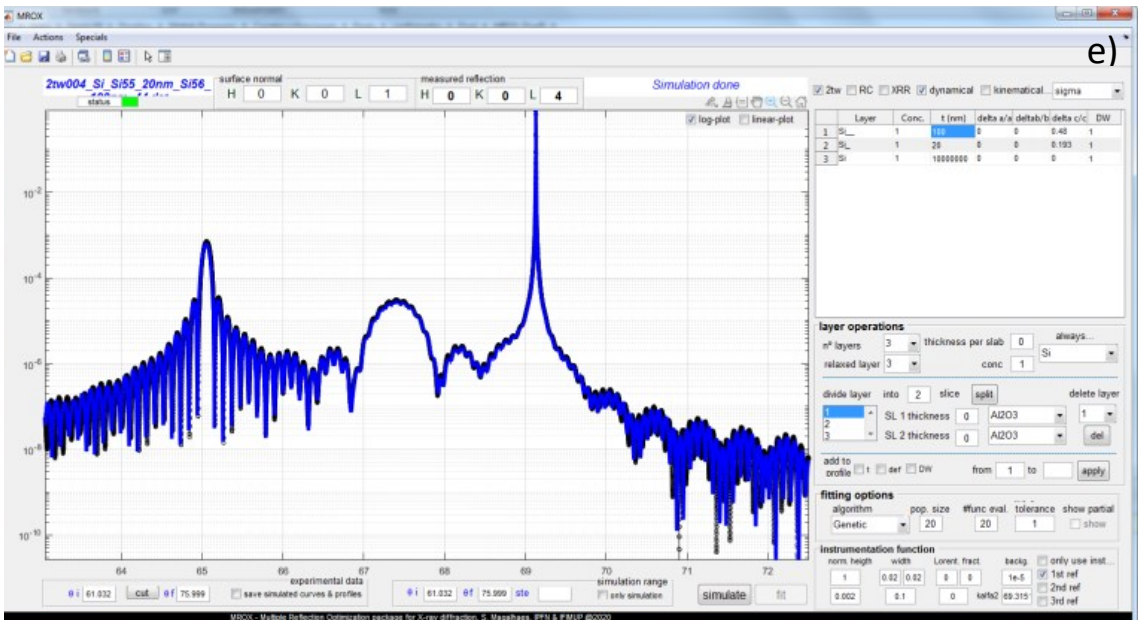 MROX
File Actions Specials
e)
2tw004_Si_Si55_20nm_Si56_
status
surface normal
H 0 K 0 L 1
measured reflection
H 0 K 0 L 4
Simulation done
log-plot linear-plot
2tw RC XRR dynamical kinematical... sigma
Layer Conc. t (nm) delta a/a deltab/b delta c/c DW
1 Si__ 1 100 0 0 0.48 1
2 Si_ 1 20 0 0 0.193 1
3 Si 1 10000000 0 0 0 1
10^-2
10^-4
10^-6
10^-8
10^-10
64 65 66 67 68 69 70 71 72
layer operations
nº layers 3 thickness per slab 0 always...
Si
relaxed layer 3 conc 1
divide layer into 2 slice split delete layer
1 SL 1 thickness 0 Al2O3 1
2
3 SL 2 thickness 0 Al2O3 del
add to
profile t def DW from 1 to apply
fitting options
algorithm pop. size #func eval. tolerance show partial
Genetic 20 20 1 show
instrumentation function
norm. heigth width Lorent. fract. backg. only use inst...
1 0.02 0.02 0 0 1e-5 1st ref
2nd ref
0.002 0.1 0 kalfa2 69.315 3rd ref
experimental data
θi 61.032 cut θf 75.999 save simulated curves & profiles
simulation range
θi 61.032 θf 75.999 ste only simulation simulate fit
MROX - Multiple Reflection Optimization package for X-ray diffraction, S. Magalhaes, IPFN & IFIMUP @2020